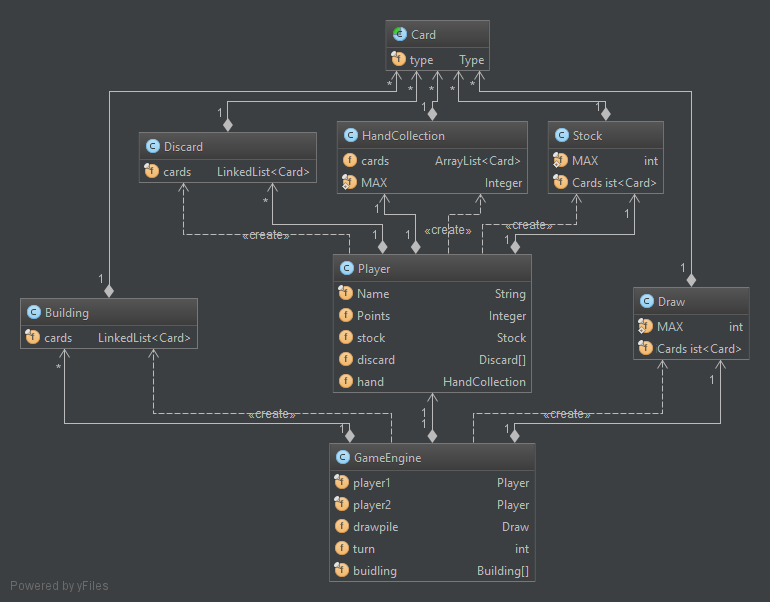 Card
type Type
* * * * *
1 1 1
Discard
cards LinkedList<Card>
HandCollection
cards ArrayList<Card>
MAX Integer
Stock
MAX int
Cards ist<Card>
* 1 1
«create» «create» «create»
1 1 1
Player
Name String
Points Integer
stock Stock
discard Discard[]
hand HandCollection
1 1
Building
cards LinkedList<Card>
Draw
MAX int
Cards ist<Card>
* 1 1
«create» «create»
1 1 1
GameEngine
player1 Player
player2 Player
drawpile Draw
turn int
buidling Building[]
Powered by yFiles